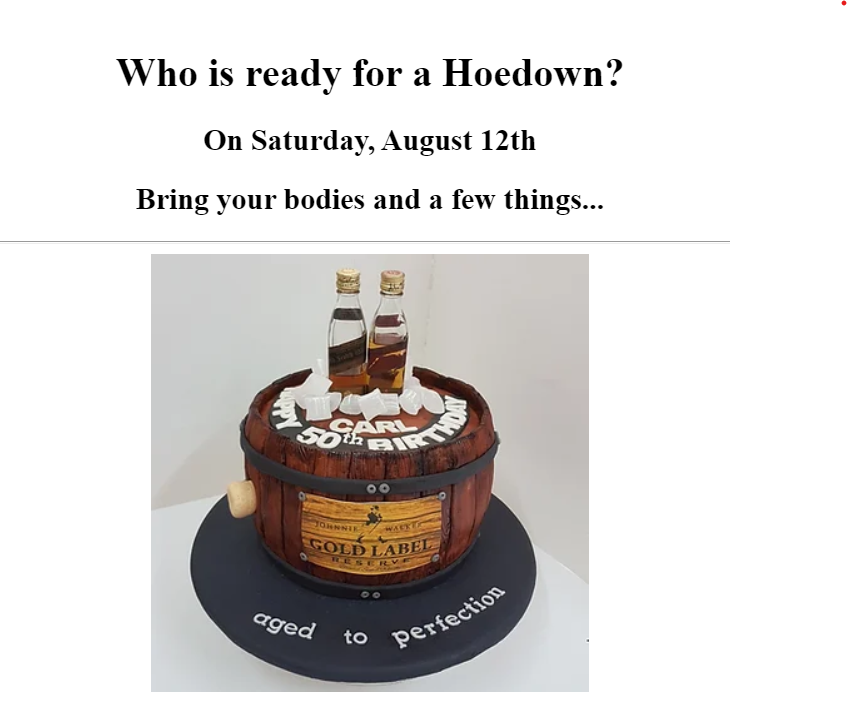 Who is ready for a Hoedown?
On Saturday, August 12th
Bring your bodies and a few things...
HAPPY 50th BIRTHDAY
CARL
JOHNNIE WALKER
GOLD LABEL
RESERVE
aged to perfection